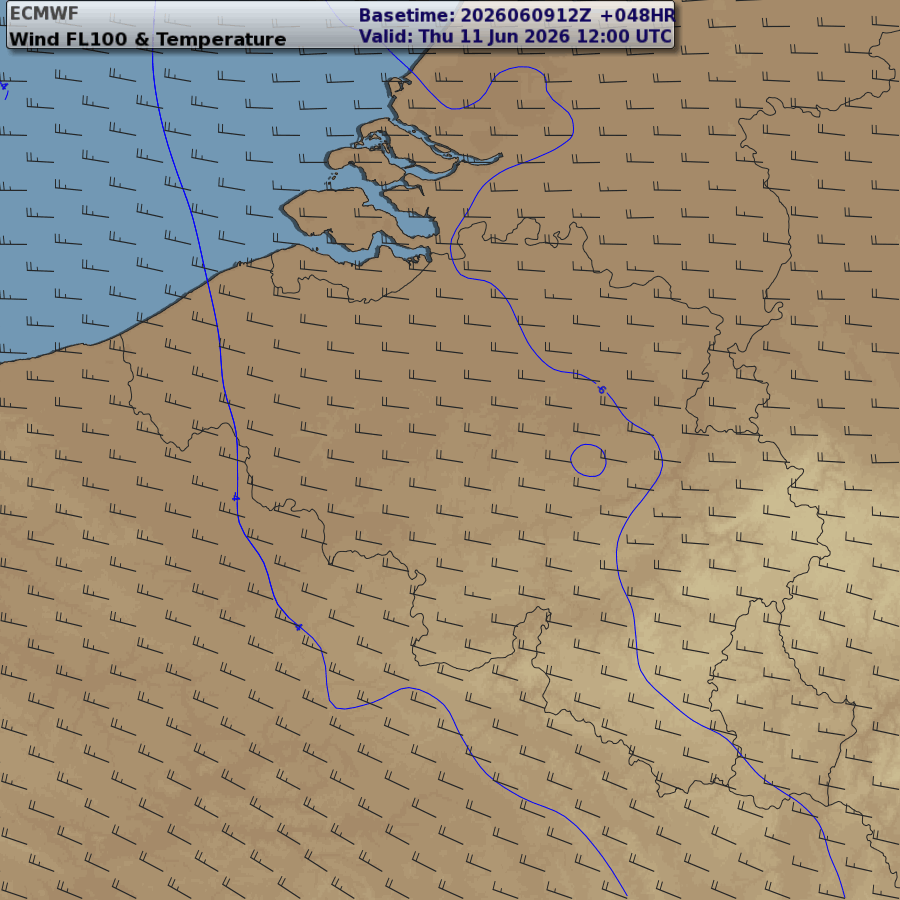 ECMWF
Wind FL100 & Temperature
Basetime: 2026060912Z +048HR
Valid: Thu 11 Jun 2026 12:00 UTC